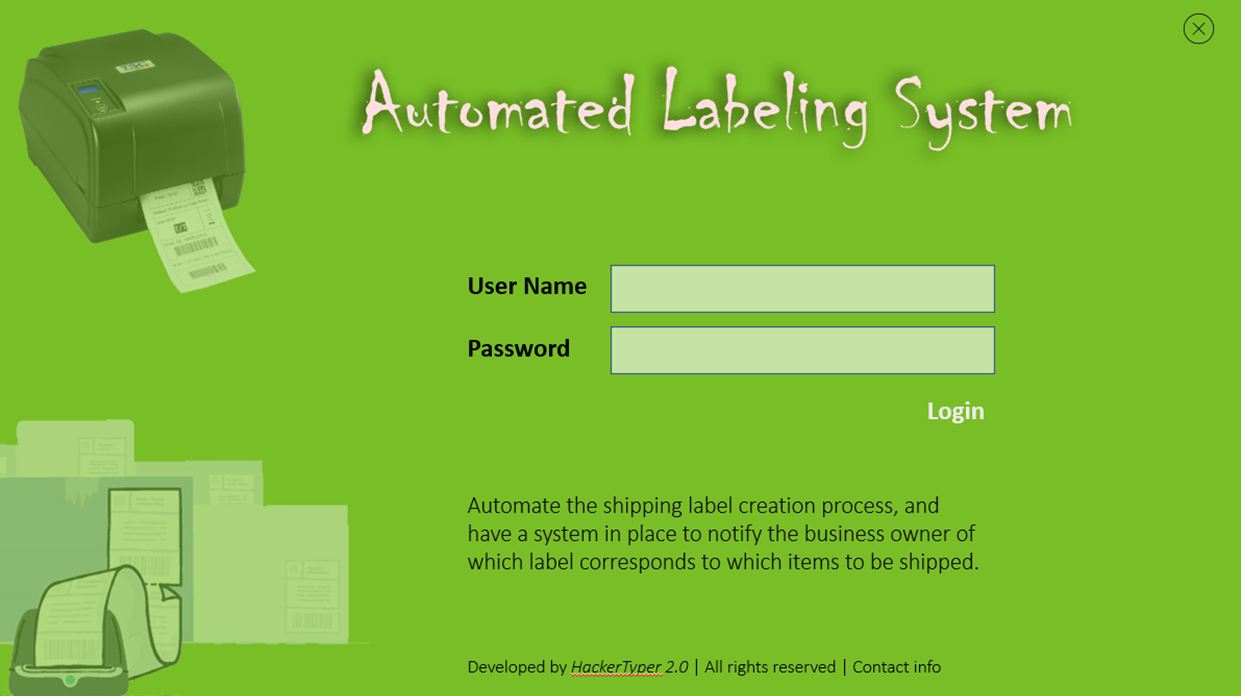 Automated Labeling System
User Name
Password
Login
Automate the shipping label creation process, and
have a system in place to notify the business owner of
which label corresponds to which items to be shipped.
Developed by HackerTyper 2.0 | All rights reserved | Contact info